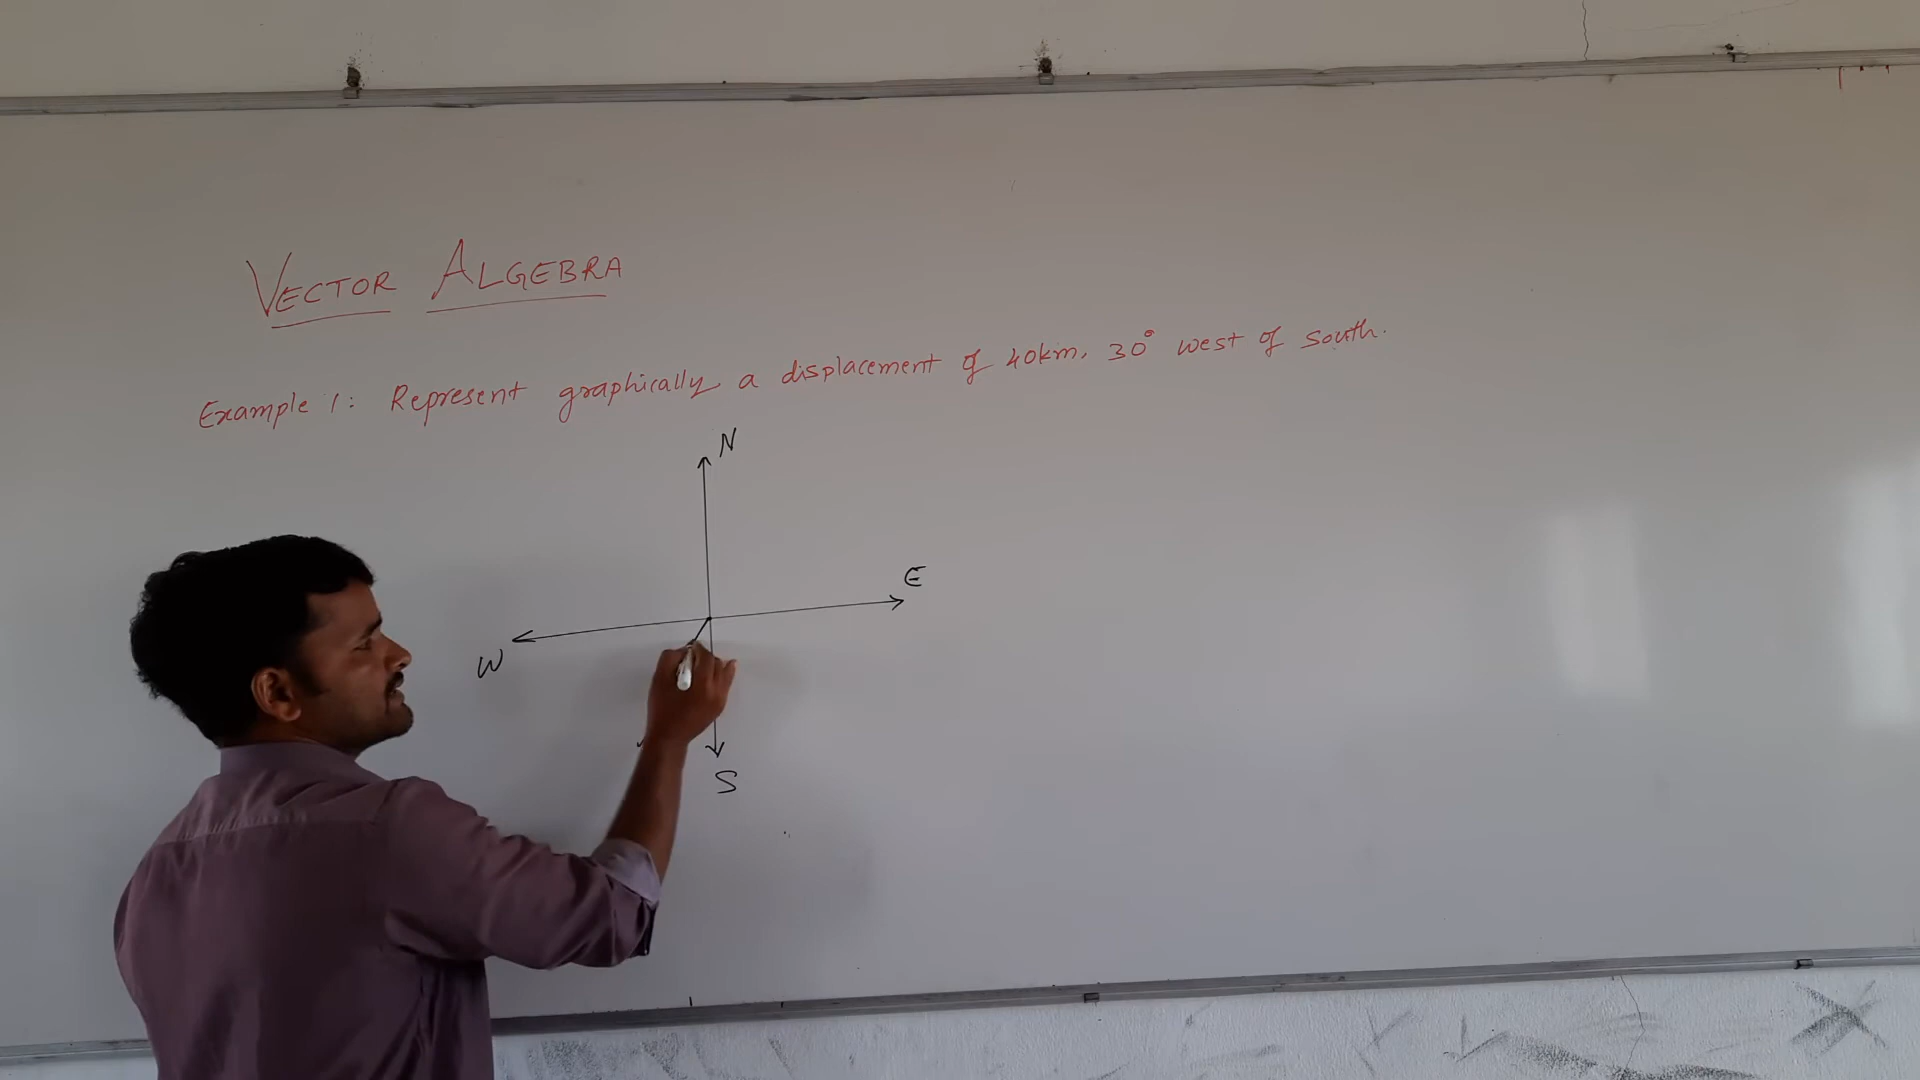 VECTOR ALGEBRA
Example 1: Represent graphically a displacement of 40km, 30° west of south.
N
E
W
S